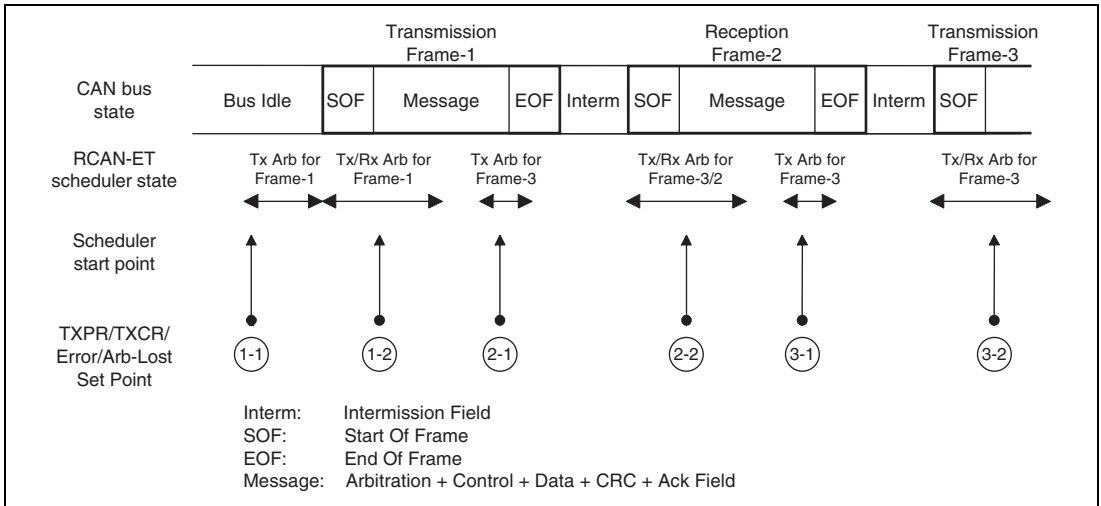 Transmission Frame-1
Reception Frame-2
Transmission Frame-3
CAN bus state
Bus Idle
SOF
Message
EOF
Interm
SOF
Message
EOF
Interm
SOF
RCAN-ET scheduler state
Tx Arb for Frame-1
Tx/Rx Arb for Frame-1
Tx Arb for Frame-3
Tx/Rx Arb for Frame-3/2
Tx Arb for Frame-3
Tx/Rx Arb for Frame-3
Scheduler start point
TXPR/TXCR/
Error/Arb-Lost
Set Point
1-1
1-2
2-1
2-2
3-1
3-2
Interm: Intermission Field
SOF: Start Of Frame
EOF: End Of Frame
Message: Arbitration + Control + Data + CRC + Ack Field